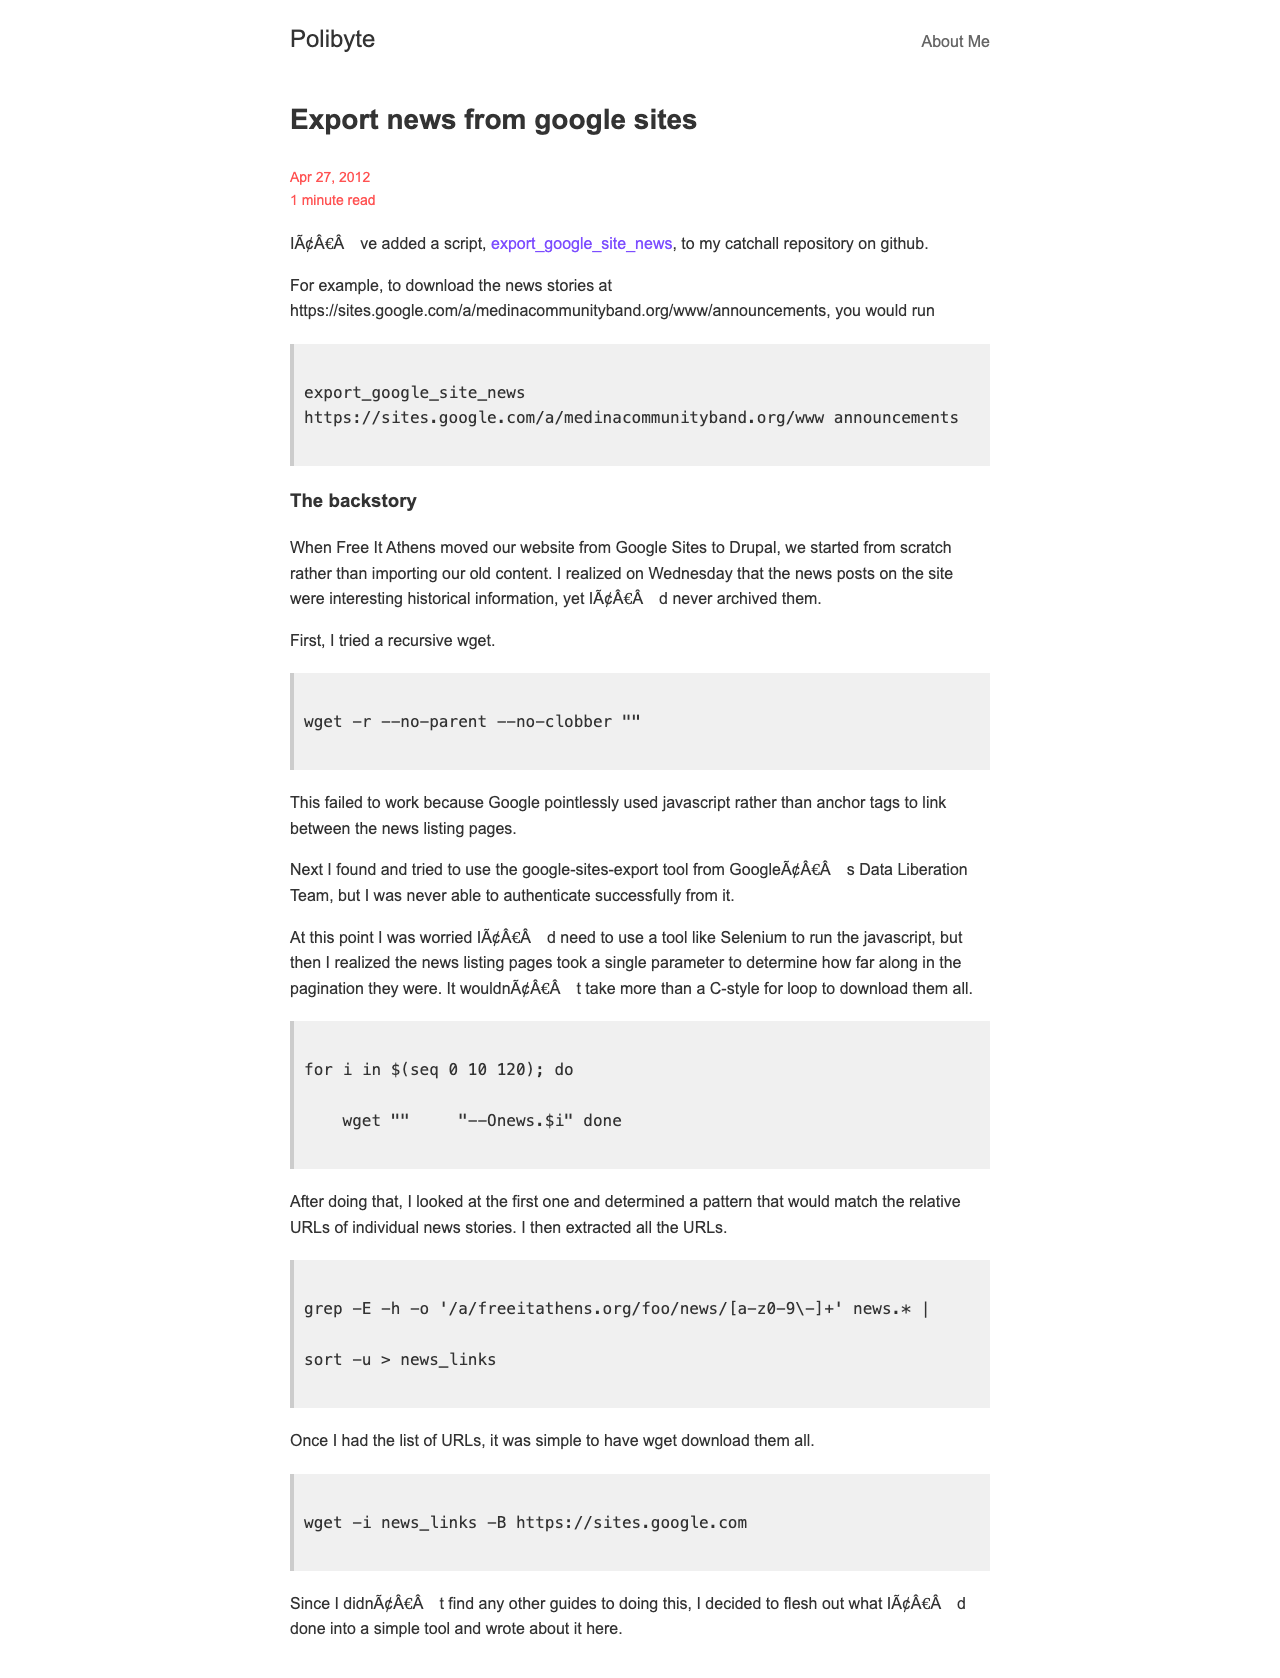 Polibyte
About Me
Export news from google sites
Apr 27, 2012
1 minute read
IÃ¢Â€Â ve added a script, export_google_site_news, to my catchall repository on github.
For example, to download the news stories at
https://sites.google.com/a/medinacommunityband.org/www/announcements, you would run
export_google_site_news
https://sites.google.com/a/medinacommunityband.org/www announcements
The backstory
When Free It Athens moved our website from Google Sites to Drupal, we started from scratch
rather than importing our old content. I realized on Wednesday that the news posts on the site
were interesting historical information, yet IÃ¢Â€Â d never archived them.
First, I tried a recursive wget.
wget -r --no-parent --no-clobber ""
This failed to work because Google pointlessly used javascript rather than anchor tags to link
between the news listing pages.
Next I found and tried to use the google-sites-export tool from GoogleÃ¢Â€Â s Data Liberation
Team, but I was never able to authenticate successfully from it.
At this point I was worried IÃ¢Â€Â d need to use a tool like Selenium to run the javascript, but
then I realized the news listing pages took a single parameter to determine how far along in the
pagination they were. It wouldnÃ¢Â€Â t take more than a C-style for loop to download them all.
for i in $(seq 0 10 120); do
wget ""     "--Onews.$i" done
After doing that, I looked at the first one and determined a pattern that would match the relative
URLs of individual news stories. I then extracted all the URLs.
grep -E -h -o '/a/freeitathens.org/foo/news/[a-z0-9\-]+' news.* |
sort -u > news_links
Once I had the list of URLs, it was simple to have wget download them all.
wget -i news_links -B https://sites.google.com
Since I didnÃ¢Â€Â t find any other guides to doing this, I decided to flesh out what IÃ¢Â€Â d
done into a simple tool and wrote about it here.